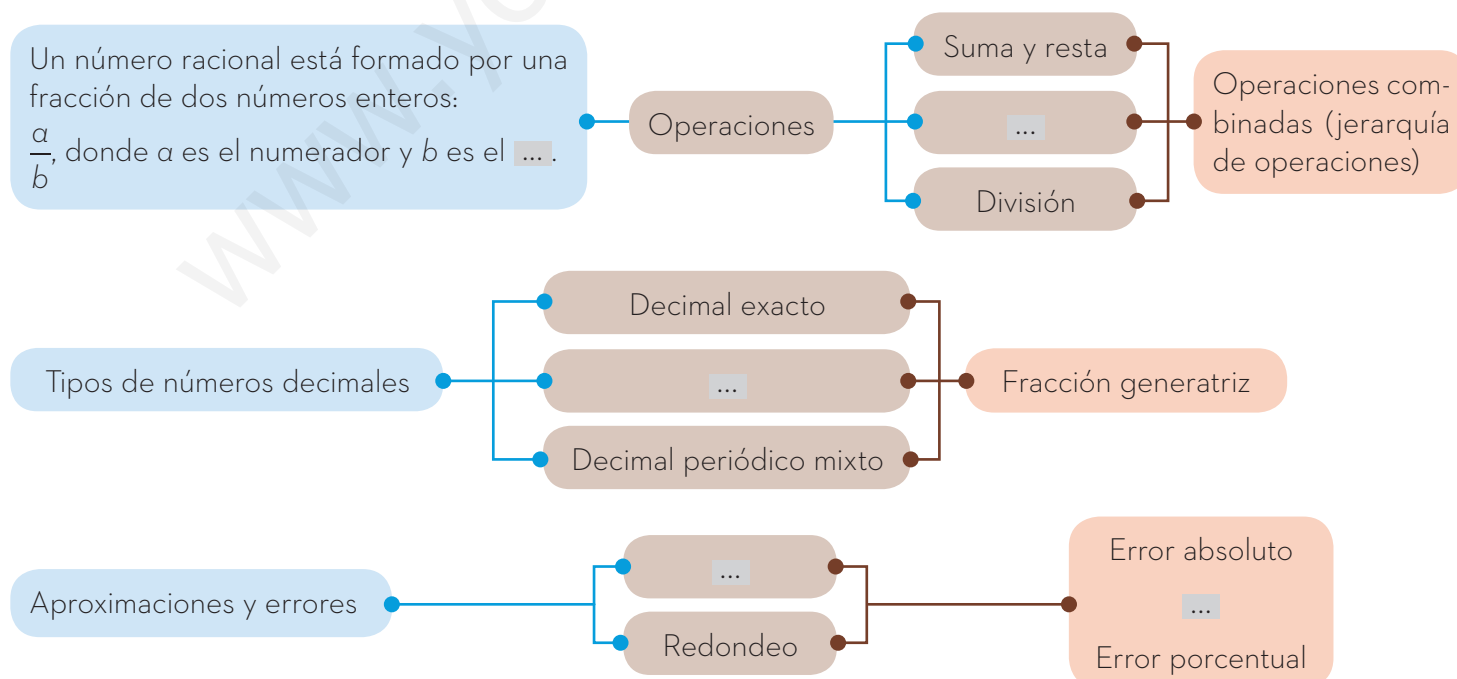 Un número racional está formado por una
fracción de dos números enteros:
a/b, donde a es el numerador y b es el ... .
Operaciones
Suma y resta
...
División
Operaciones com-
binadas (jerarquía
de operaciones)
Tipos de números decimales
Decimal exacto
...
Decimal periódico mixto
Fracción generatriz
Aproximaciones y errores
...
Redondeo
Error absoluto
...
Error porcentual